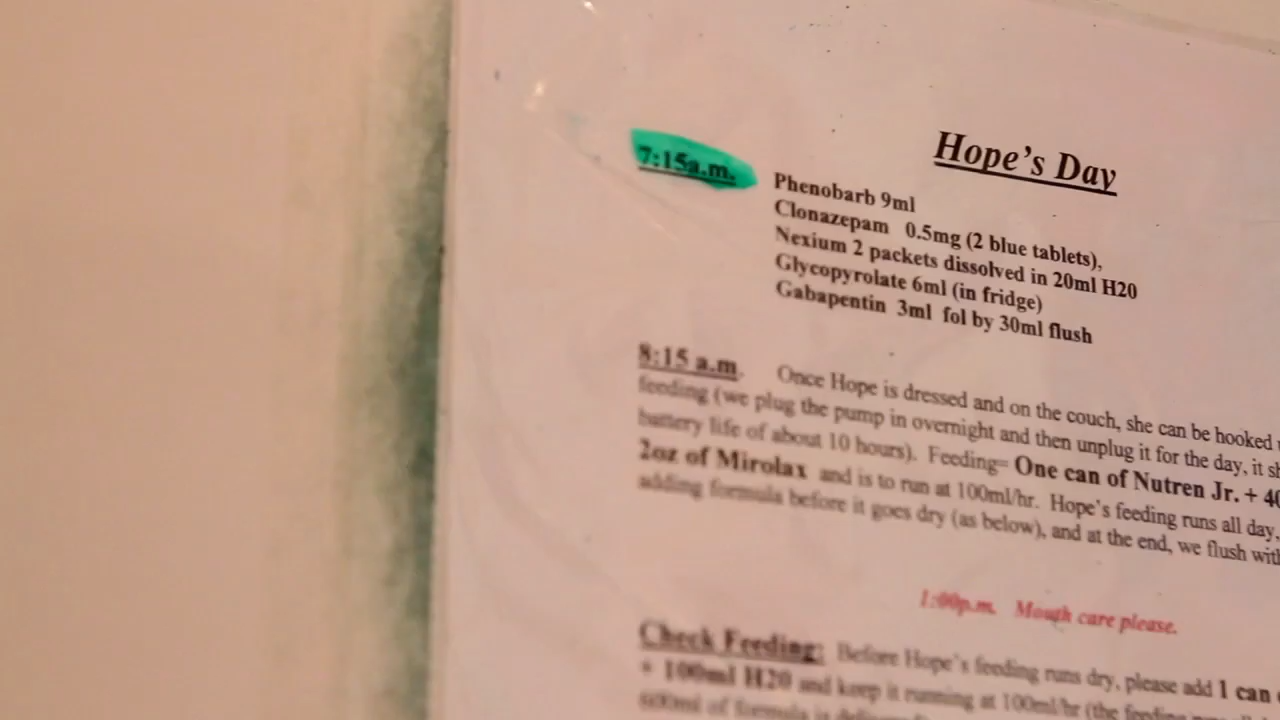 Hope's Day
7:15a.m.
Phenobarb 9ml
Clonazepam 0.5mg (2 blue tablets),
Nexium 2 packets dissolved in 20ml H20
Glycopyrolate 6ml (in fridge)
Gabapentin 3ml fol by 30ml flush
8:15 a.m. Once Hope is dressed and on the couch, she can be hooked
feeding (we plug the pump in overnight and then unplug it for the day, it
battery life of about 10 hours). Feeding= One can of Nutren Jr. + 40
2oz of Mirolax and is to run at 100ml/hr. Hope's feeding runs all day,
adding formula before it goes dry (as below), and at the end, we flush with
1:00p.m. Mouth care please.
Check Feeding: Before Hope's feeding runs dry, please add 1 can
+ 100ml H20 and keep it running at 100ml/hr (the
600ml of formula is